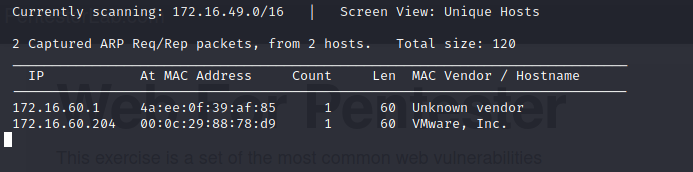 Currently scanning: 172.16.49.0/16   |   Screen View: Unique Hosts
2 Captured ARP Req/Rep packets, from 2 hosts.   Total size: 120
IP            At MAC Address     Count     Len  MAC Vendor / Hostname
172.16.60.1     4a:ee:0f:39:af:85      1      60  Unknown vendor
Web For Pentester
172.16.60.204   00:0c:29:88:78:d9      1      60  VMware, Inc.
This exercise is a set of the most common web vulnerabilities